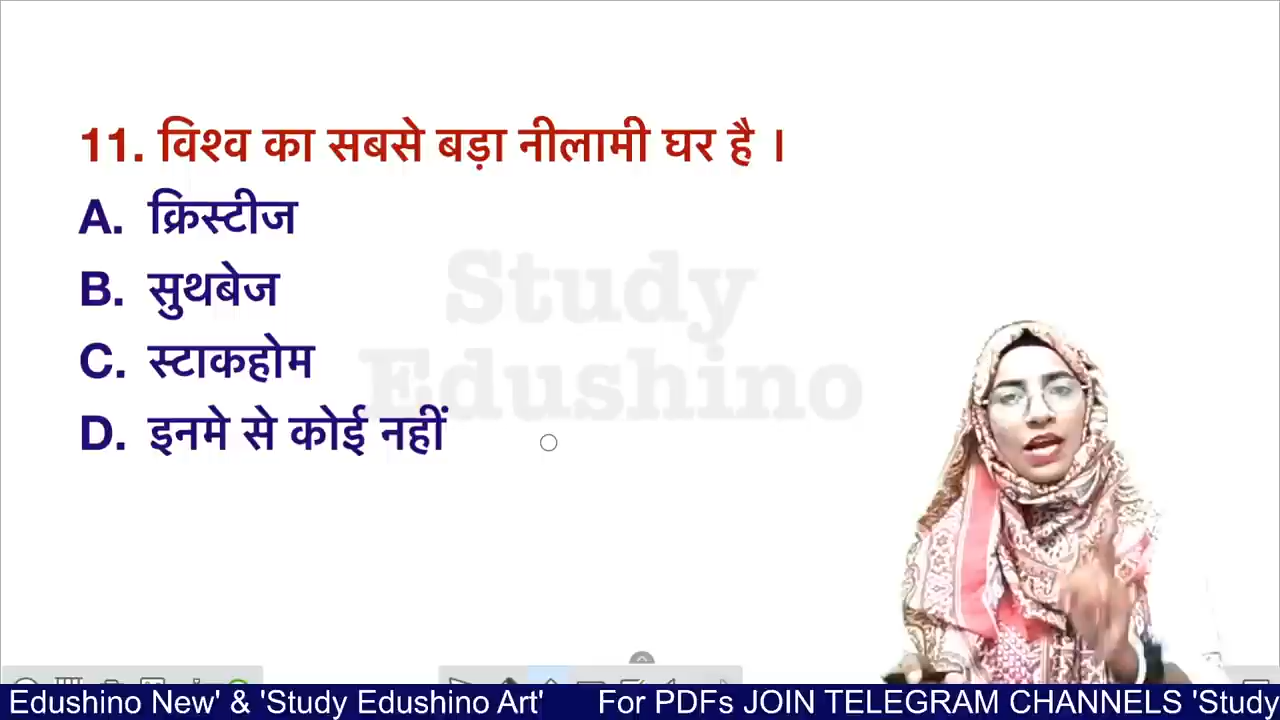 11. विश्व का सबसे बड़ा नीलामी घर है ।
A. क्रिस्टीज
B. सुथबेज
C. स्टाकहोम
D. इनमे से कोई नहीं
Study
Edushino
Edushino New' & 'Study Edushino Art' For PDFs JOIN TELEGRAM CHANNELS 'Study